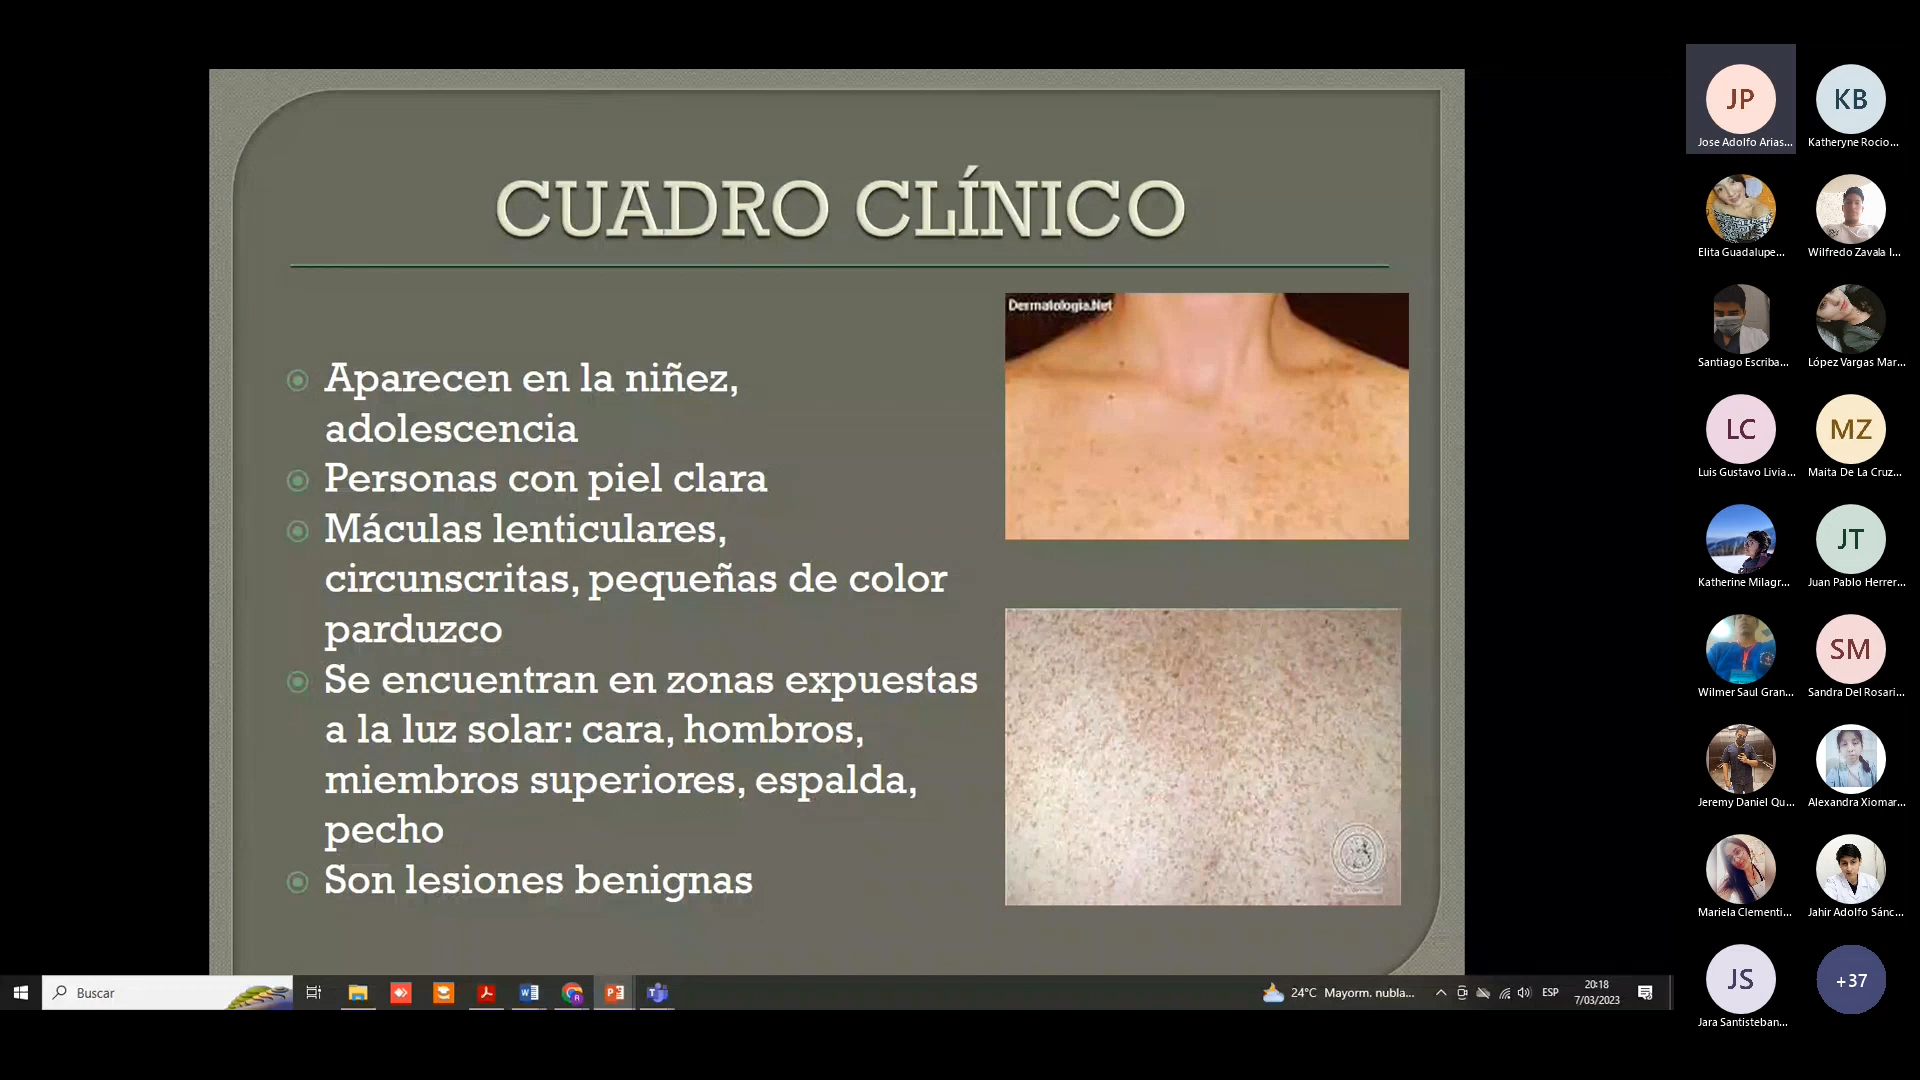 CUADRO CLÍNICO
Aparecen en la niñez,
adolescencia
Personas con piel clara
Máculas lenticulares,
circunscritas, pequeñas de color
parduzco
Se encuentran en zonas expuestas
a la luz solar: cara, hombros,
miembros superiores, espalda,
pecho
Son lesiones benignas
Dermatologia.Net
JP
KB
Jose Adolfo Arias...
Katheryne Rocio...
Elita Guadalupe...
Wilfredo Zavala I...
Santiago Escriba...
López Vargas Mar...
LC
MZ
Luis Gustavo Livia...
Maita De La Cruz...
JT
Katherine Milagr...
Juan Pablo Herrer...
SM
Wilmer Saul Gran...
Sandra Del Rosari...
Jeremy Daniel Qu...
Alexandra Xiomar...
Mariela Clementi...
Jahir Adolfo Sánc...
JS
+37
Jara Santisteban...
Buscar
24°C Mayorm. nubla...
ESP
20:18
7/03/2023